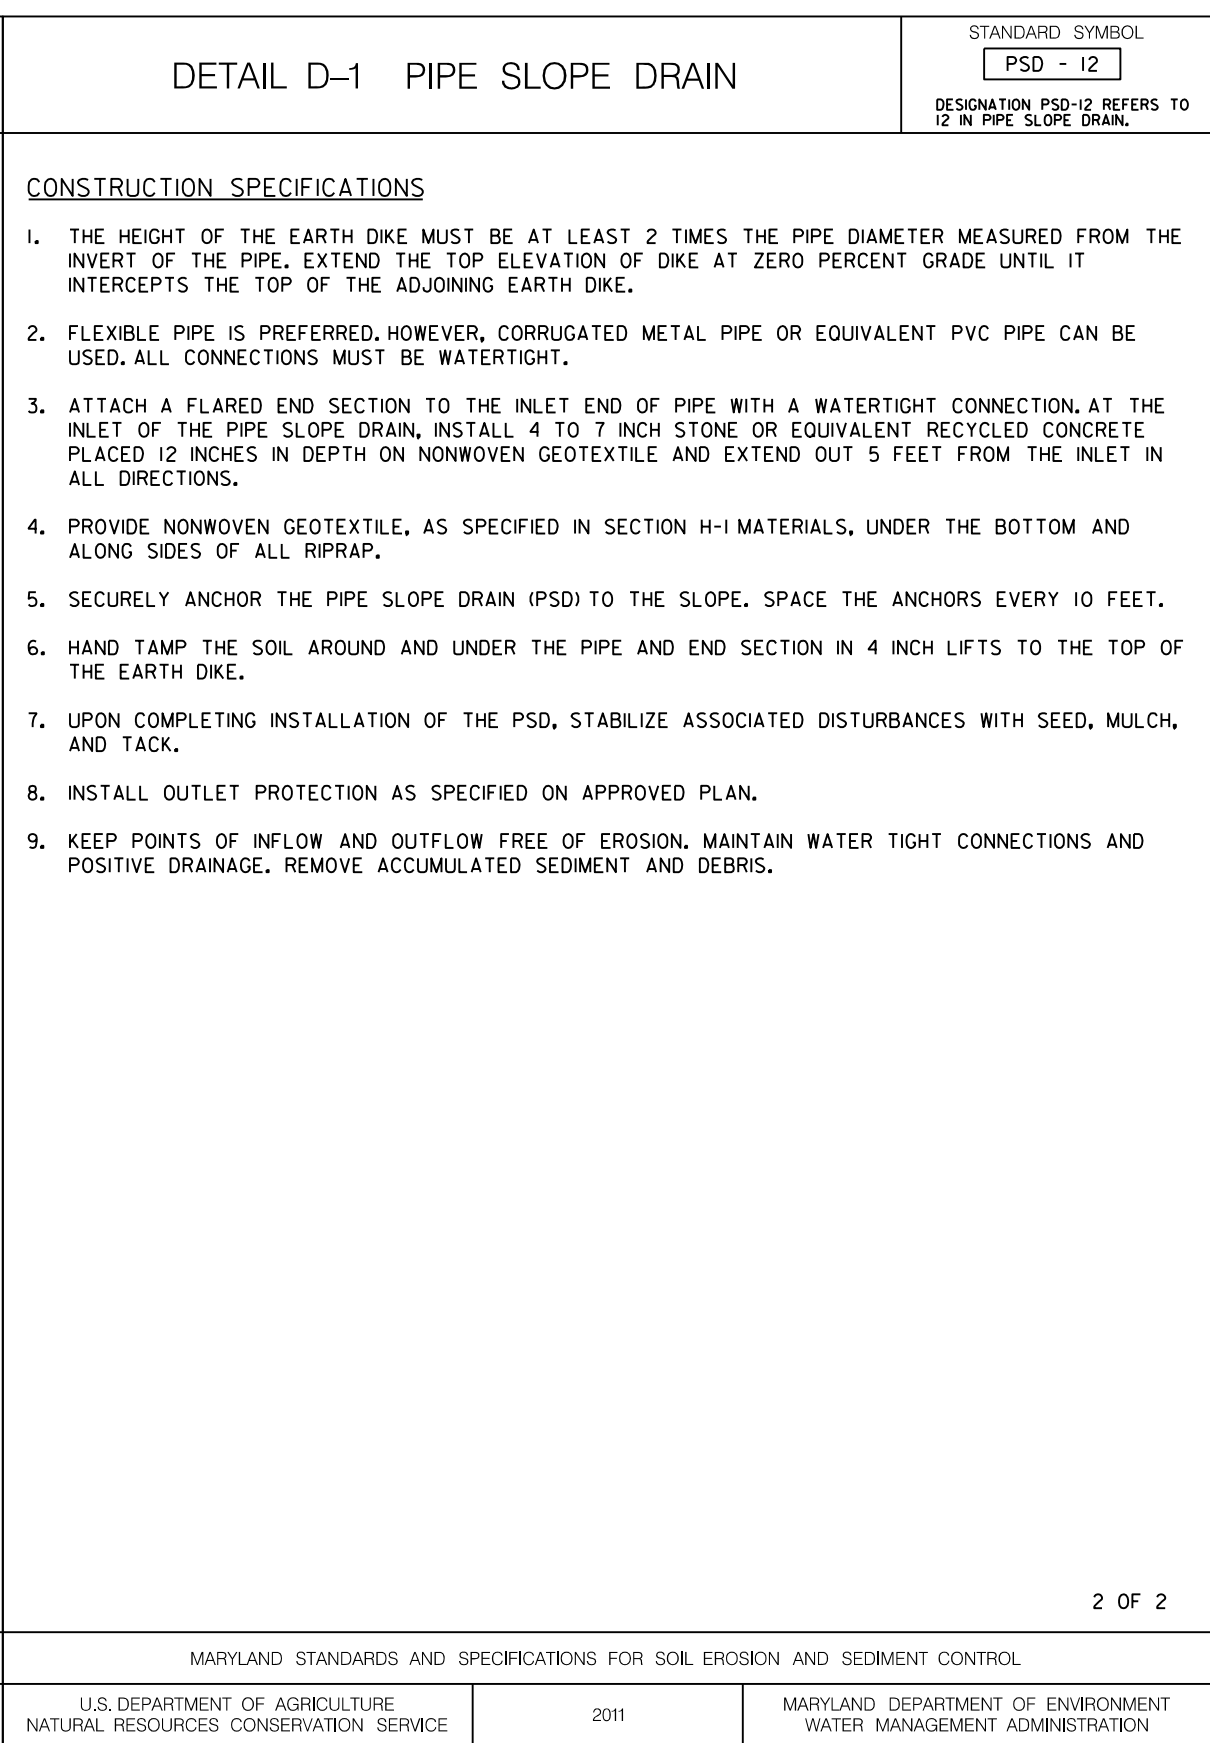 DETAIL D–1 PIPE SLOPE DRAIN
STANDARD SYMBOL
PSD - 12
DESIGNATION PSD-12 REFERS TO
12 IN PIPE SLOPE DRAIN.
CONSTRUCTION SPECIFICATIONS
1. THE HEIGHT OF THE EARTH DIKE MUST BE AT LEAST 2 TIMES THE PIPE DIAMETER MEASURED FROM THE
INVERT OF THE PIPE. EXTEND THE TOP ELEVATION OF DIKE AT ZERO PERCENT GRADE UNTIL IT
INTERCEPTS THE TOP OF THE ADJOINING EARTH DIKE.
2. FLEXIBLE PIPE IS PREFERRED. HOWEVER, CORRUGATED METAL PIPE OR EQUIVALENT PVC PIPE CAN BE
USED. ALL CONNECTIONS MUST BE WATERTIGHT.
3. ATTACH A FLARED END SECTION TO THE INLET END OF PIPE WITH A WATERTIGHT CONNECTION. AT THE
INLET OF THE PIPE SLOPE DRAIN, INSTALL 4 TO 7 INCH STONE OR EQUIVALENT RECYCLED CONCRETE
PLACED 12 INCHES IN DEPTH ON NONWOVEN GEOTEXTILE AND EXTEND OUT 5 FEET FROM THE INLET IN
ALL DIRECTIONS.
4. PROVIDE NONWOVEN GEOTEXTILE, AS SPECIFIED IN SECTION H-1 MATERIALS, UNDER THE BOTTOM AND
ALONG SIDES OF ALL RIPRAP.
5. SECURELY ANCHOR THE PIPE SLOPE DRAIN (PSD) TO THE SLOPE. SPACE THE ANCHORS EVERY 10 FEET.
6. HAND TAMP THE SOIL AROUND AND UNDER THE PIPE AND END SECTION IN 4 INCH LIFTS TO THE TOP OF
THE EARTH DIKE.
7. UPON COMPLETING INSTALLATION OF THE PSD, STABILIZE ASSOCIATED DISTURBANCES WITH SEED, MULCH,
AND TACK.
8. INSTALL OUTLET PROTECTION AS SPECIFIED ON APPROVED PLAN.
9. KEEP POINTS OF INFLOW AND OUTFLOW FREE OF EROSION. MAINTAIN WATER TIGHT CONNECTIONS AND
POSITIVE DRAINAGE. REMOVE ACCUMULATED SEDIMENT AND DEBRIS.
2 OF 2
MARYLAND STANDARDS AND SPECIFICATIONS FOR SOIL EROSION AND SEDIMENT CONTROL
U.S. DEPARTMENT OF AGRICULTURE
NATURAL RESOURCES CONSERVATION SERVICE
2011
MARYLAND DEPARTMENT OF ENVIRONMENT
WATER MANAGEMENT ADMINISTRATION